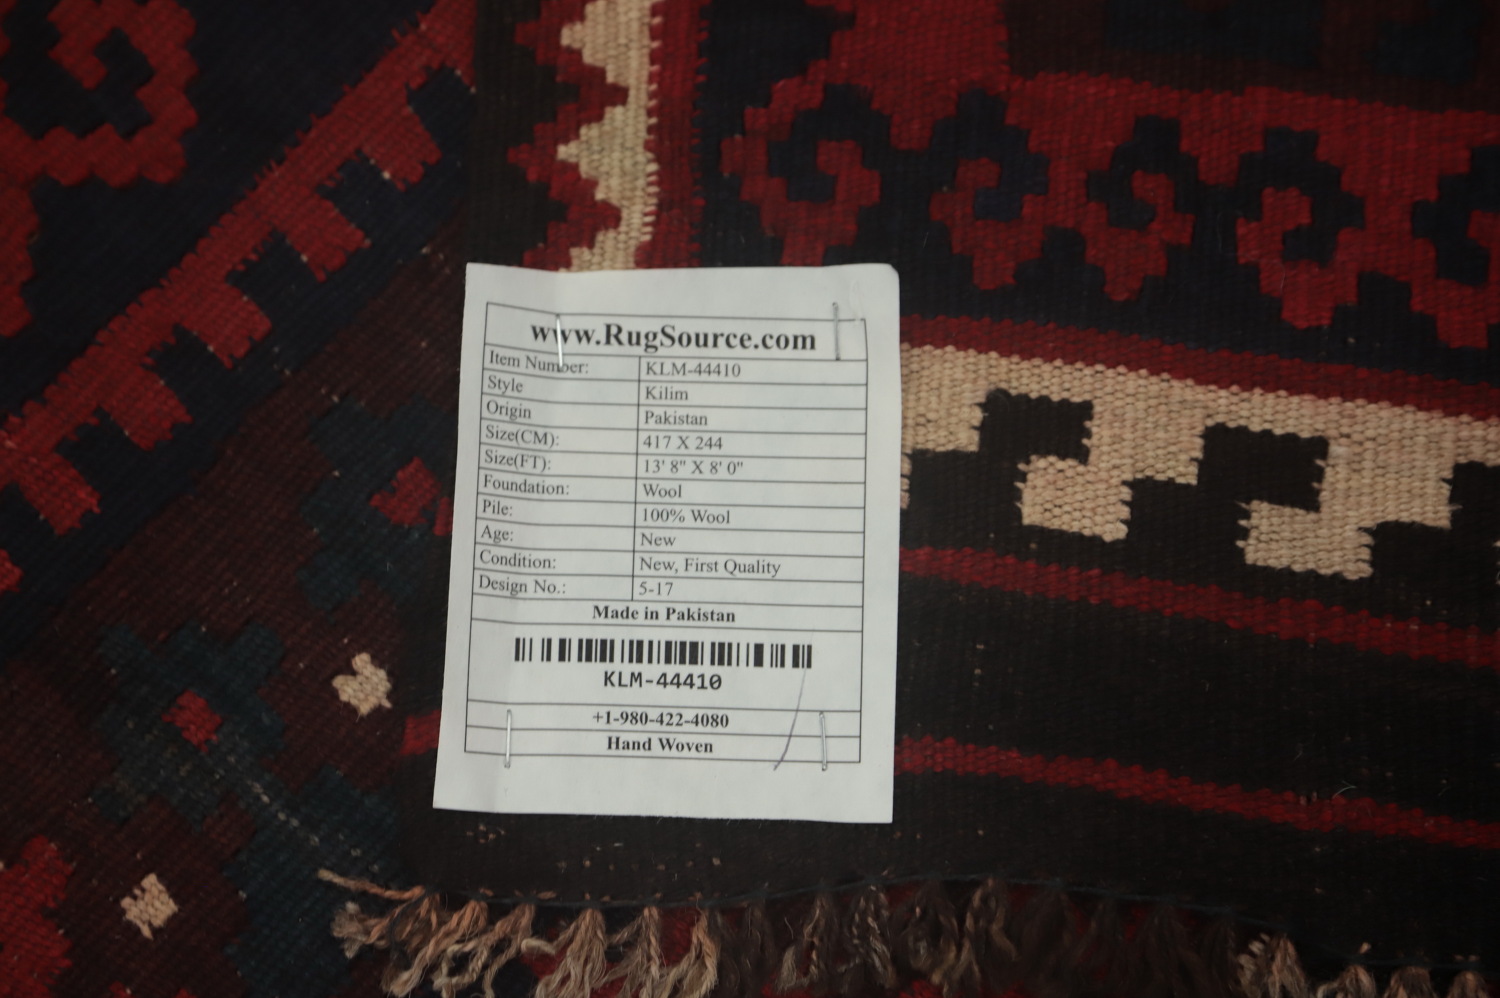 www.RugSource.com
Item Number: KLM-44410
Style Kilim
Origin Pakistan
Size(CM): 417 X 244
Size(FT): 13' 8" X 8' 0"
Foundation: Wool
Pile: 100% Wool
Age: New
Condition: New, First Quality
Design No.: 5-17
Made in Pakistan
KLM-44410
+1-980-422-4080
Hand Woven